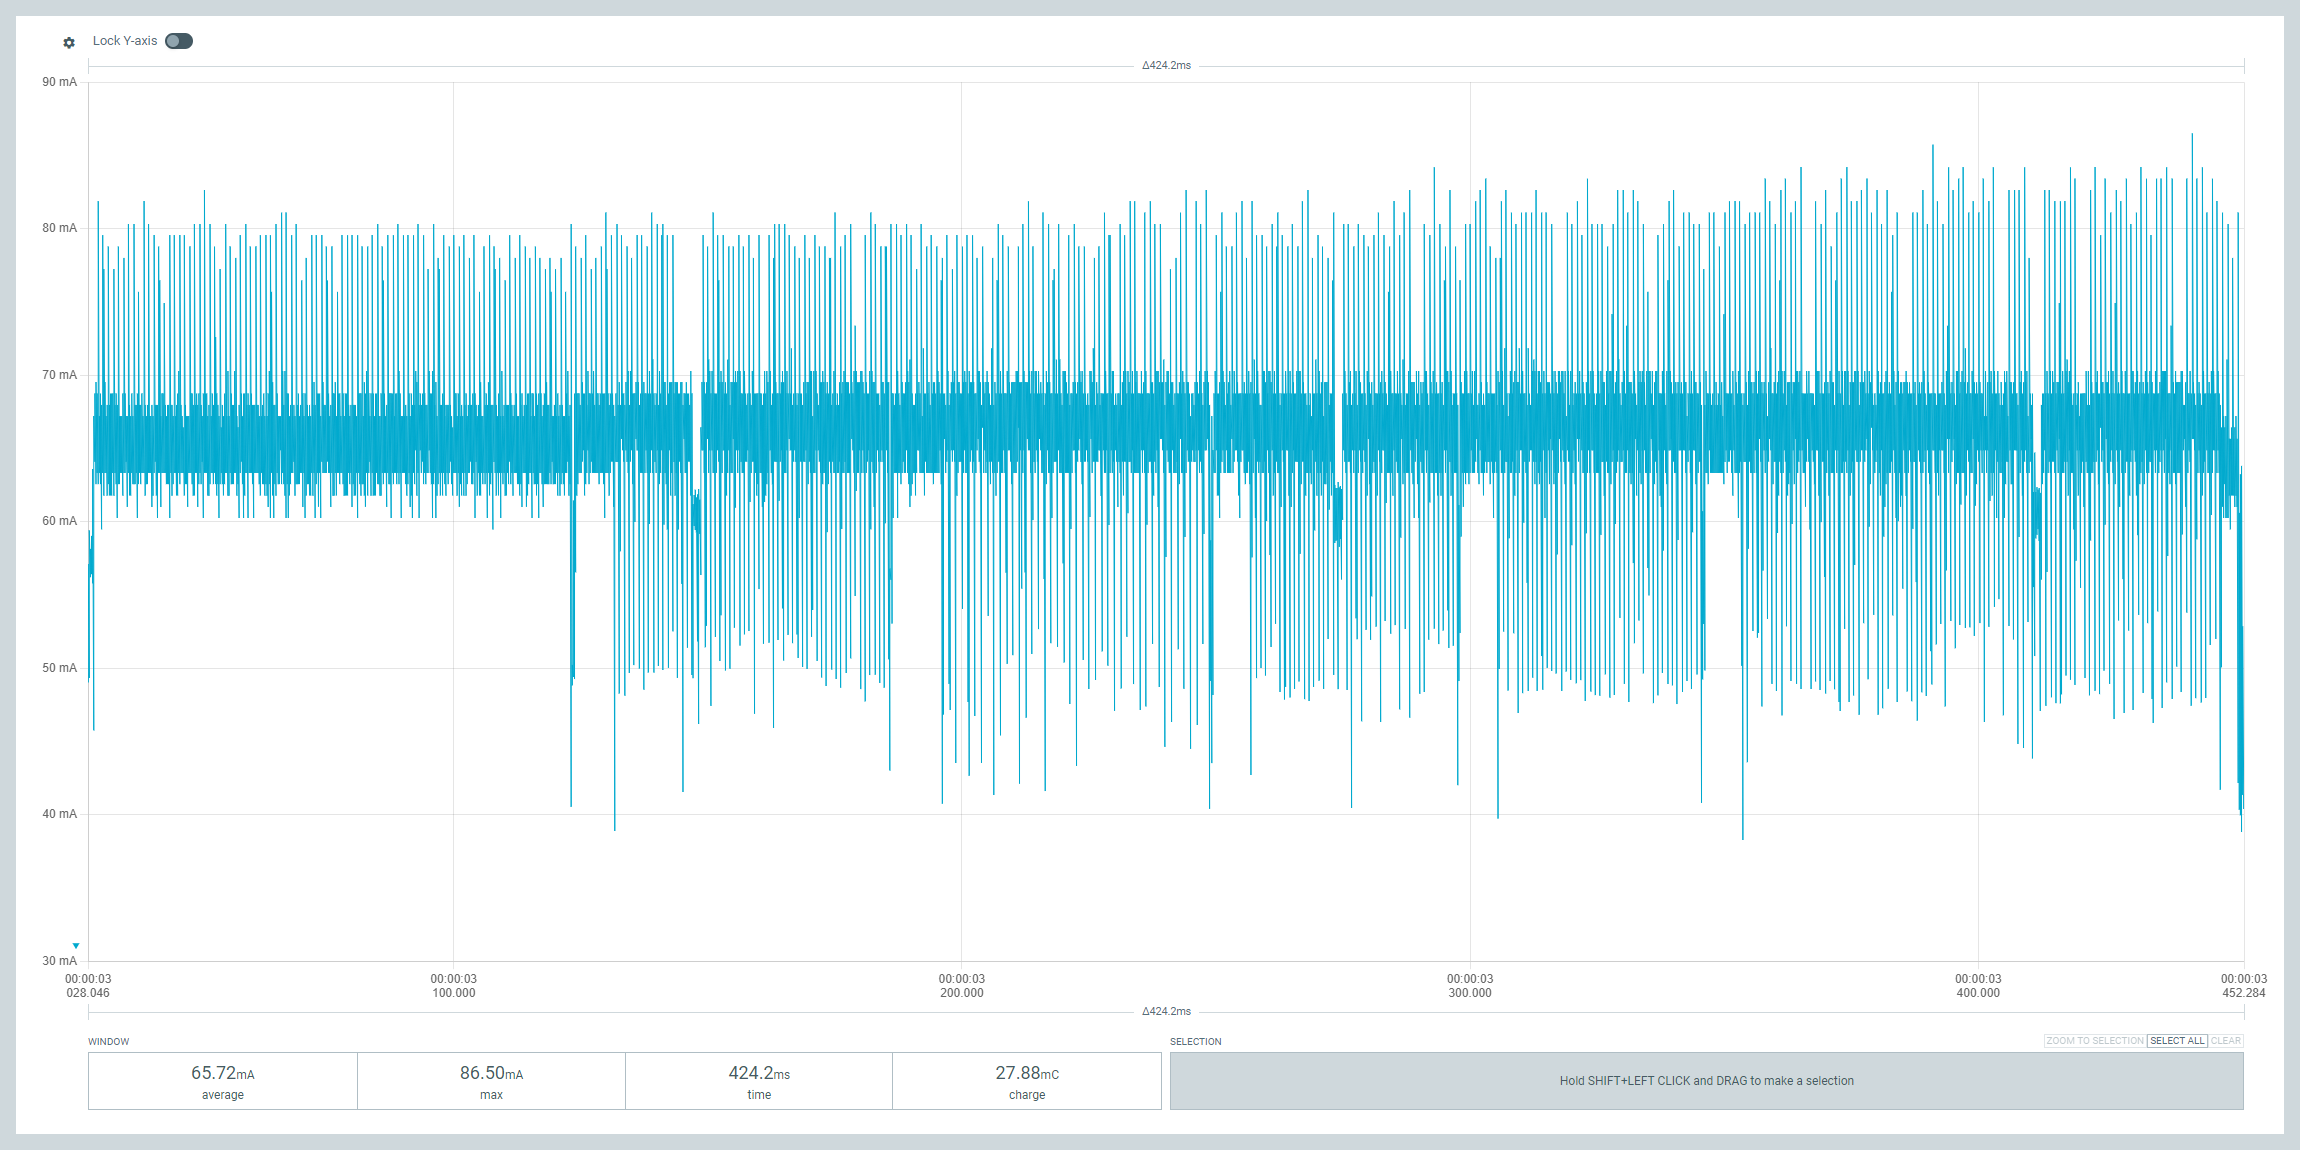 Lock Y-axis
Δ424.2ms
90 mA
80 mA
70 mA
60 mA
50 mA
40 mA
30 mA
00:00:03 00:00:03 00:00:03 00:00:03 00:00:03 00:00:03
028.046 100.000 200.000 300.000 400.000 452.284
Δ424.2ms
WINDOW
65.72mA 86.50mA 424.2ms 27.88mC
average max time charge
SELECTION
ZOOM TO SELECTION SELECT ALL CLEAR
Hold SHIFT+LEFT CLICK and DRAG to make a selection